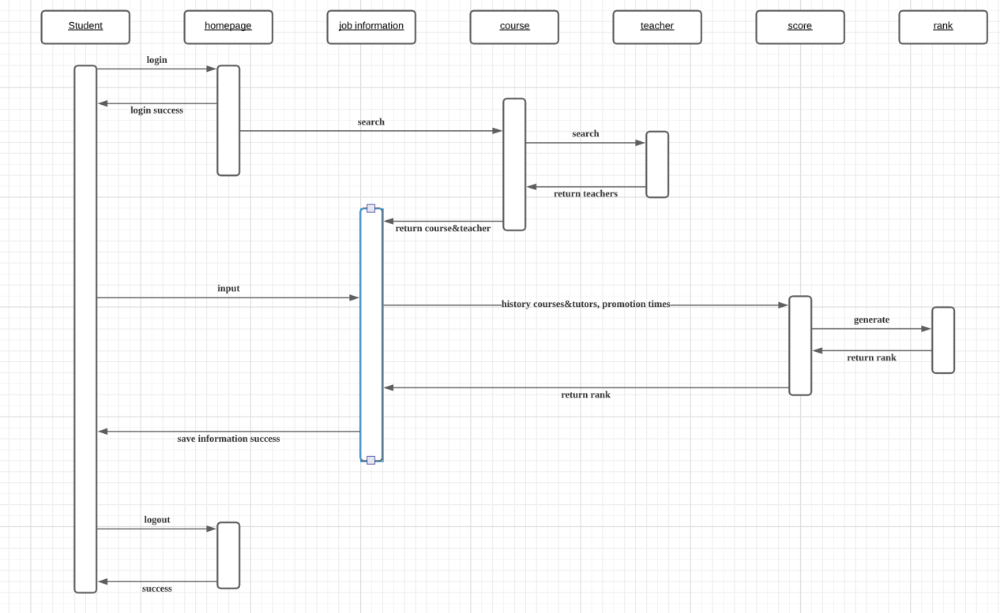 Student
homepage
job information
course
teacher
score
rank
login
login success
search
search
return teachers
return course&teacher
input
history courses&tutors, promotion times
generate
return rank
return rank
save information success
logout
success